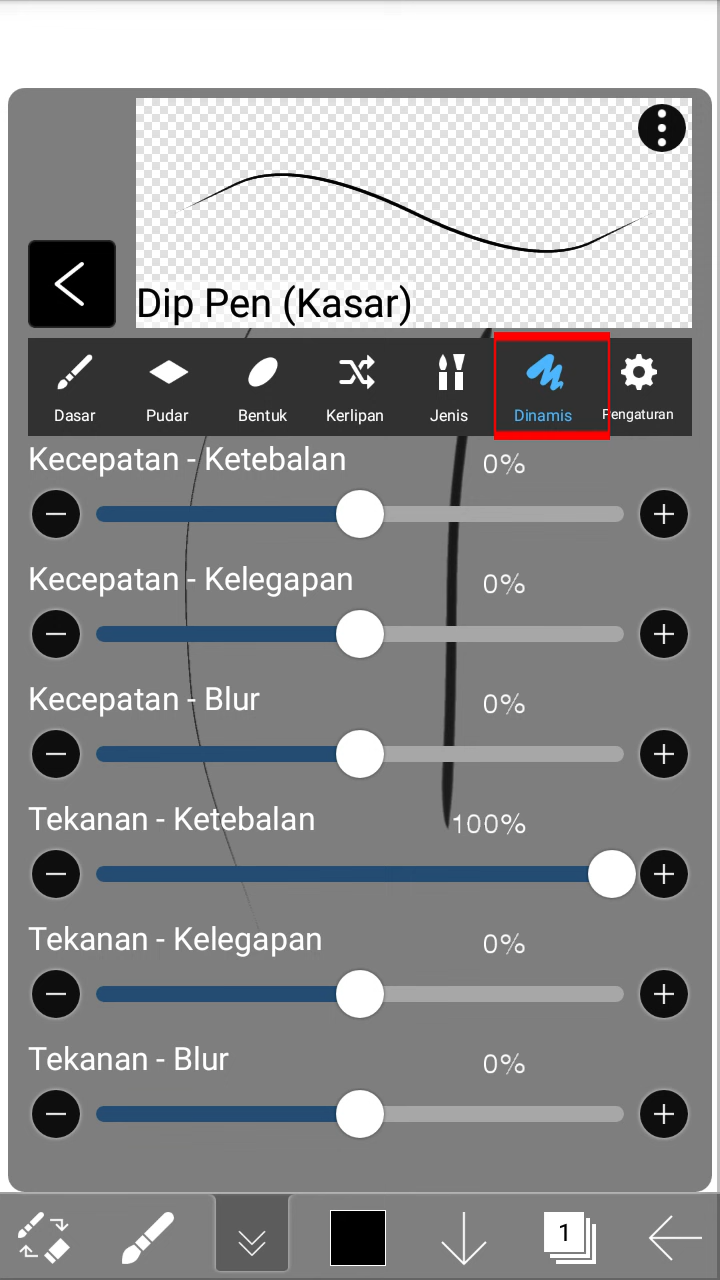 Dip Pen (Kasar)
Dasar Pudar Bentuk Kerlipan Jenis Dinamis Pengaturan
Kecepatan - Ketebalan 0%
Kecepatan - Kelegapan 0%
Kecepatan - Blur 0%
Tekanan - Ketebalan 100%
Tekanan - Kelegapan 0%
Tekanan - Blur 0%
1